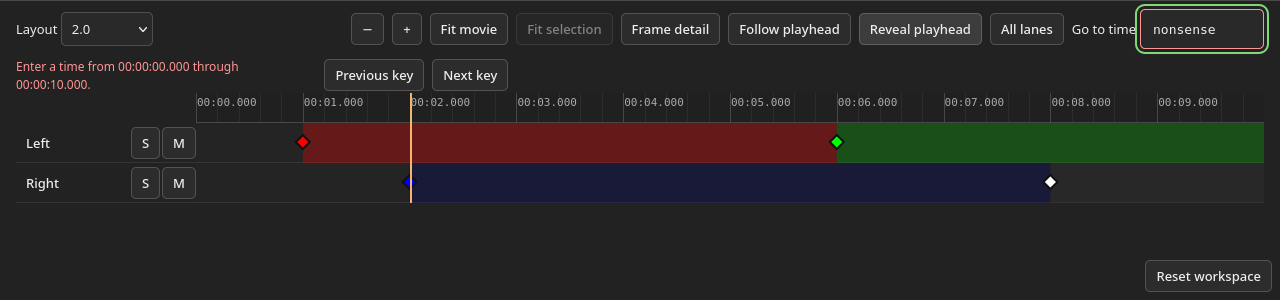 Layout 2.0 − + Fit movie Fit selection Frame detail Follow playhead Reveal playhead All lanes Go to time nonsense
Enter a time from 00:00:00.000 through
00:00:10.000.
Previous key Next key
00:00.000 00:01.000 00:02.000 00:03.000 00:04.000 00:05.000 00:06.000 00:07.000 00:08.000 00:09.000
Left S M
Right S M
Reset workspace